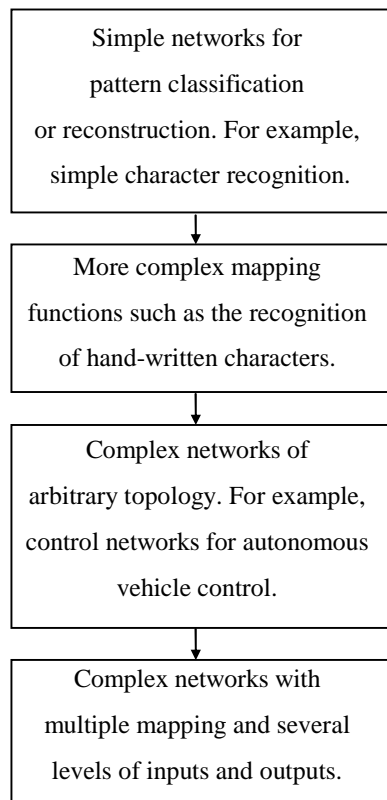 Simple networks for
pattern classification
or reconstruction. For example,
simple character recognition.
More complex mapping
functions such as the recognition
of hand-written characters.
Complex networks of
arbitrary topology. For example,
control networks for autonomous
vehicle control.
Complex networks with
multiple mapping and several
levels of inputs and outputs.